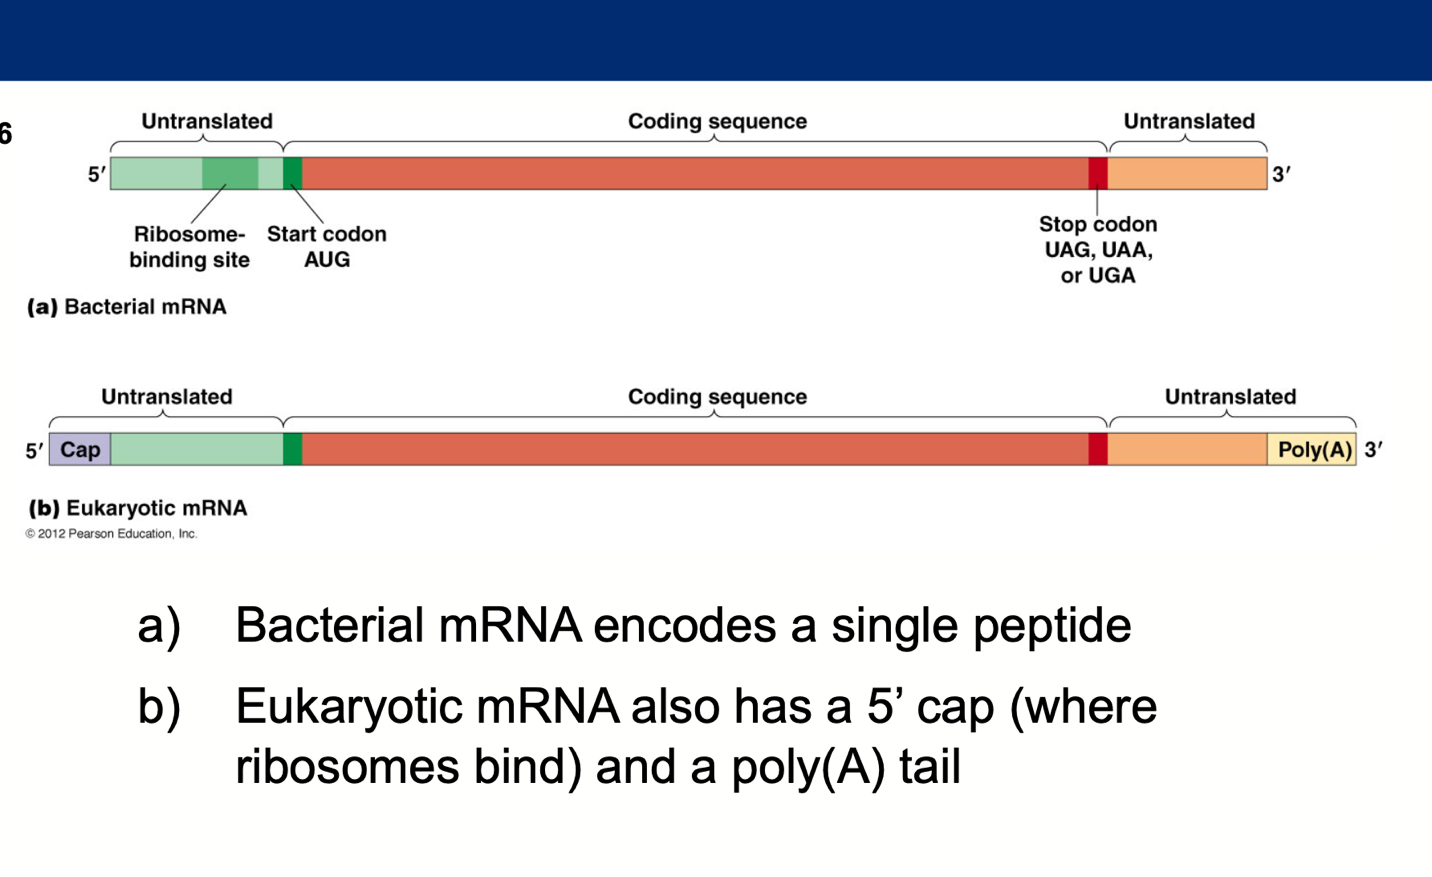 6
Untranslated Coding sequence Untranslated
5′ 3′
Ribosome-
binding site
Start codon
AUG
Stop codon
UAG, UAA,
or UGA
(a) Bacterial mRNA
Untranslated Coding sequence Untranslated
5′ Cap Poly(A) 3′
(b) Eukaryotic mRNA
© 2012 Pearson Education, Inc.
a) Bacterial mRNA encodes a single peptide
b) Eukaryotic mRNA also has a 5’ cap (where
ribosomes bind) and a poly(A) tail